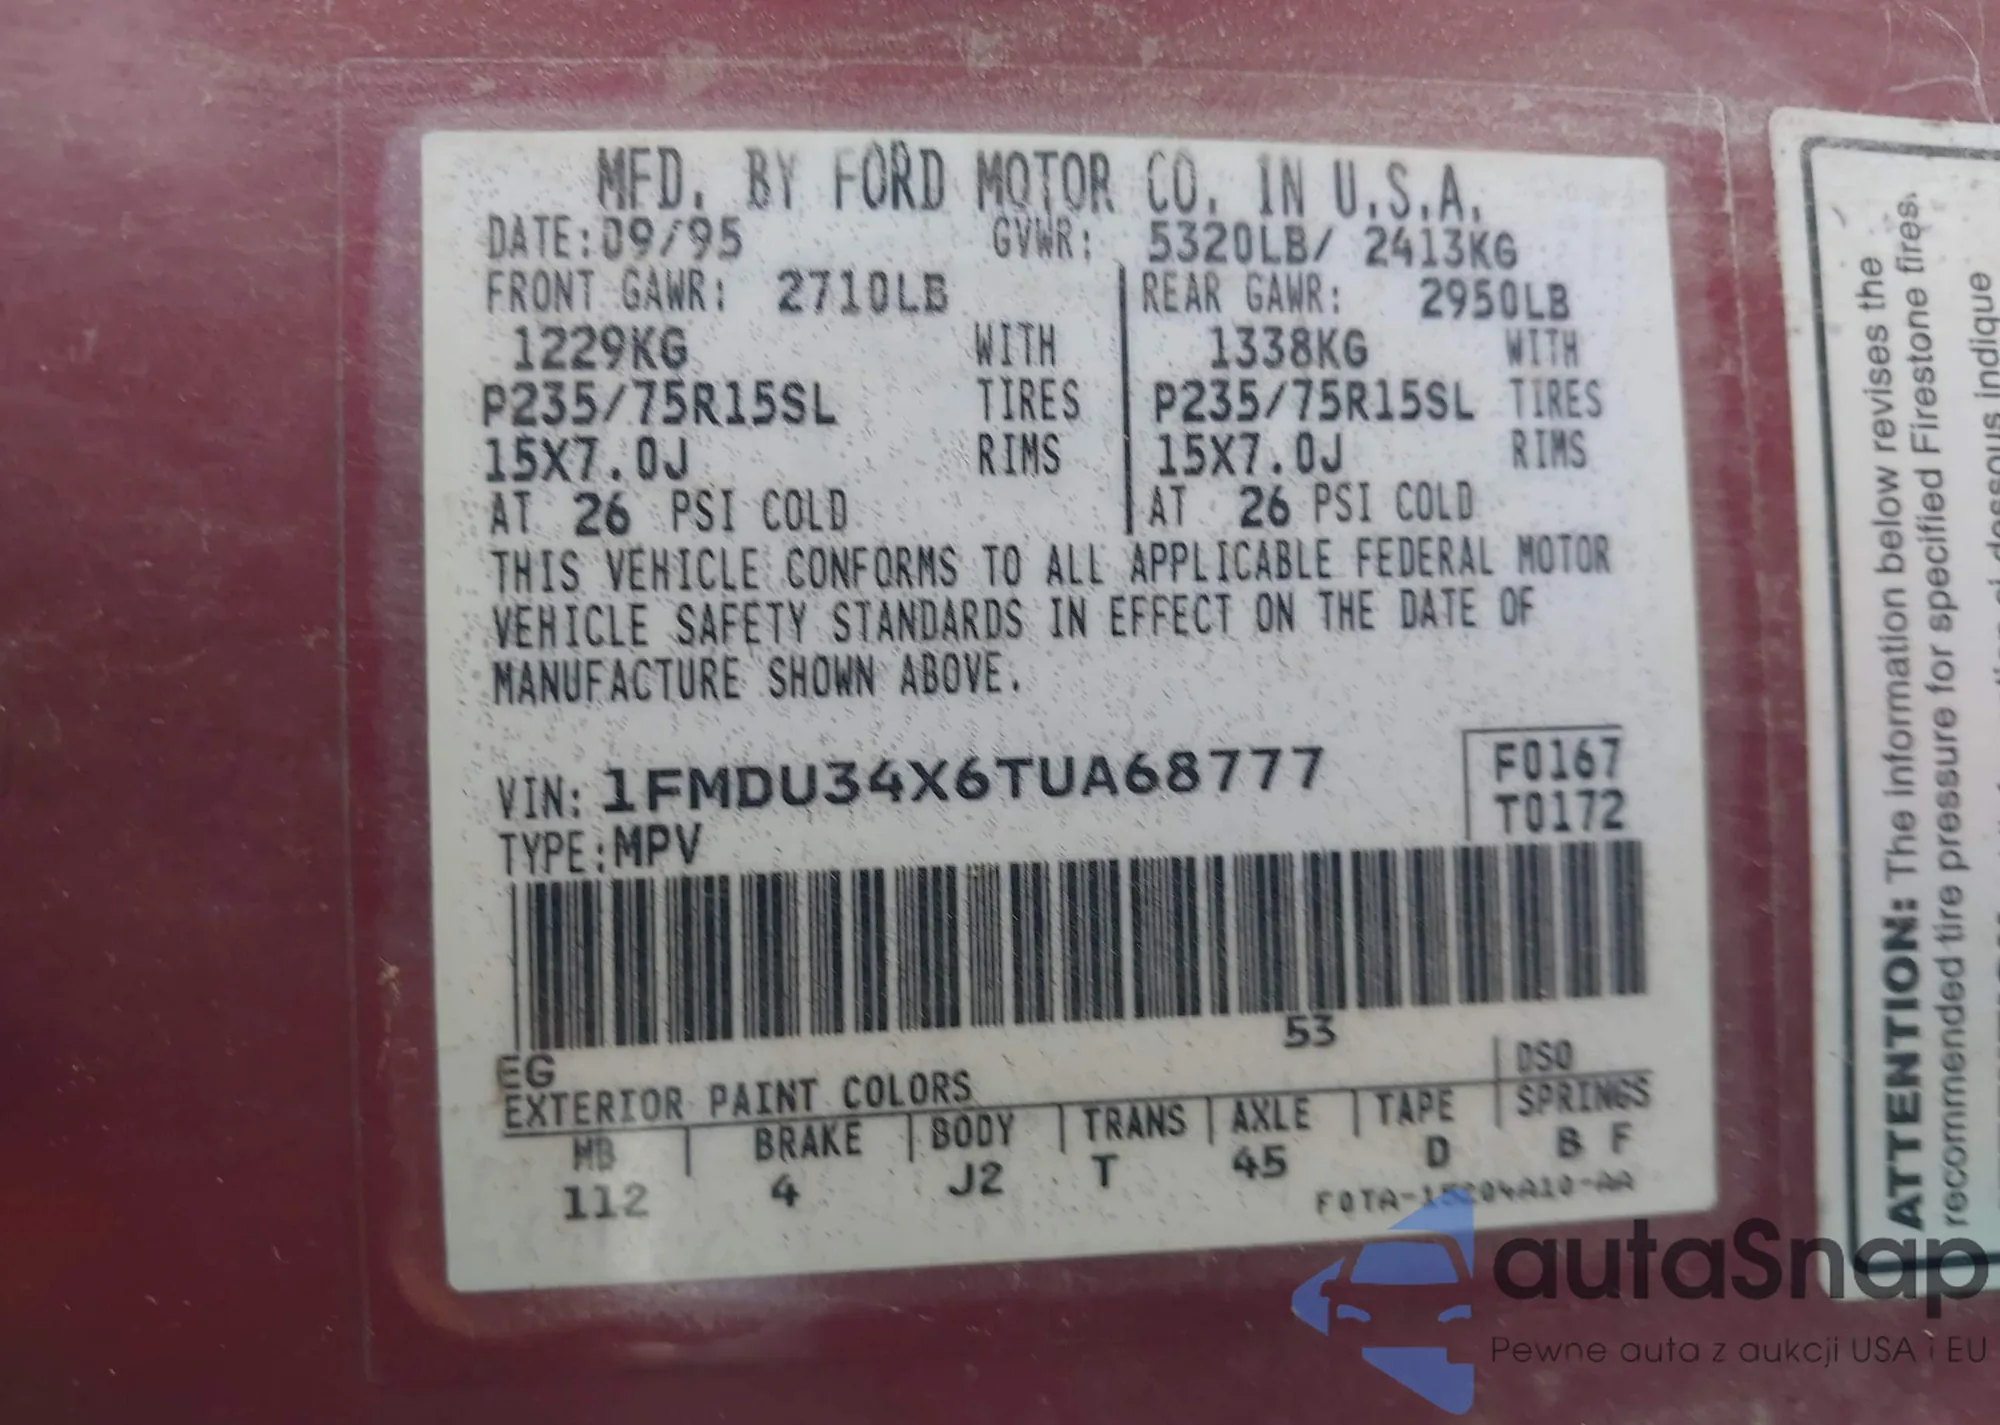 MFD. BY FORD MOTOR CO. IN U.S.A.
DATE: 09/95 GVWR: 5320LB/ 2413KG
FRONT GAWR: 2710LB REAR GAWR: 2950LB
1229KG WITH 1338KG WITH
P235/75R15SL TIRES P235/75R15SL TIRES
15X7.0J RIMS 15X7.0J RIMS
AT 26 PSI COLD AT 26 PSI COLD
THIS VEHICLE CONFORMS TO ALL APPLICABLE FEDERAL MOTOR
VEHICLE SAFETY STANDARDS IN EFFECT ON THE DATE OF
MANUFACTURE SHOWN ABOVE.
VIN: 1FMDU34X6TUA68777 F0167
TYPE: MPV T0172
53
EG DSO
EXTERIOR PAINT COLORS
WB BRAKE BODY TRANS AXLE TAPE SPRINGS
112 4 J2 T 45 D B F
ATTENTION: The information below revises the
recommended tire pressure for specified Firestone tires.
ci-dessous indique
autaSnap
Pewne auta z aukcji USA i EU